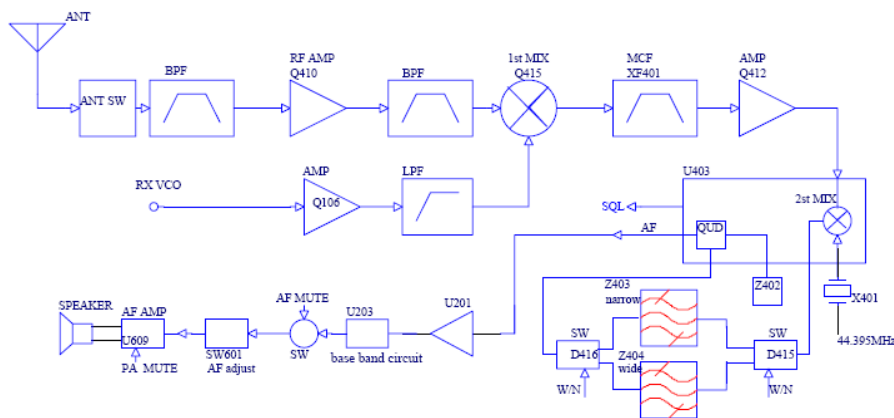 ANT
BPF
RF AMP
Q410
BPF
1st MIX
Q415
MCF
XF401
AMP
Q412
ANT SW
U403
AMP
LPF
RX VCO
Q106
2st MIX
SQL
QUD
AF
Z402
X401
Z403
narrow
44.395MHz
SPEAKER
AF AMP
AF MUTE
U203
U201
U609
SW601
SW
base band circuit
AF adjust
PA MUTE
SW
D416
Z404
wide
SW
D415
W/N
W/N